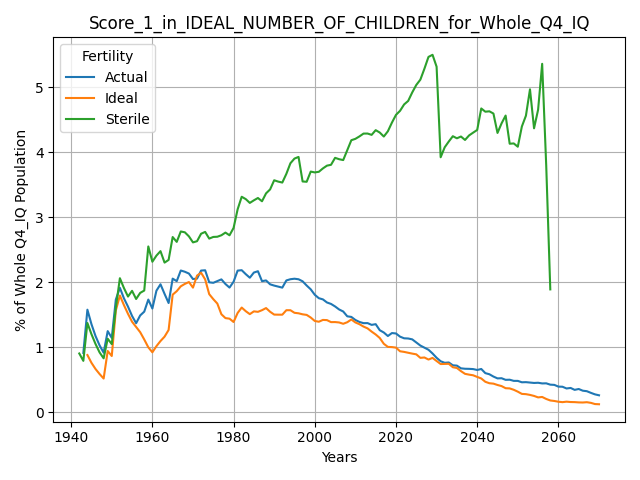 Score_1_in_IDEAL_NUMBER_OF_CHILDREN_for_Whole_Q4_IQ
Fertility
Actual
Ideal
Sterile
% of Whole Q4_IQ Population
5
4
3
2
1
0
1940 1960 1980 2000 2020 2040 2060
Years